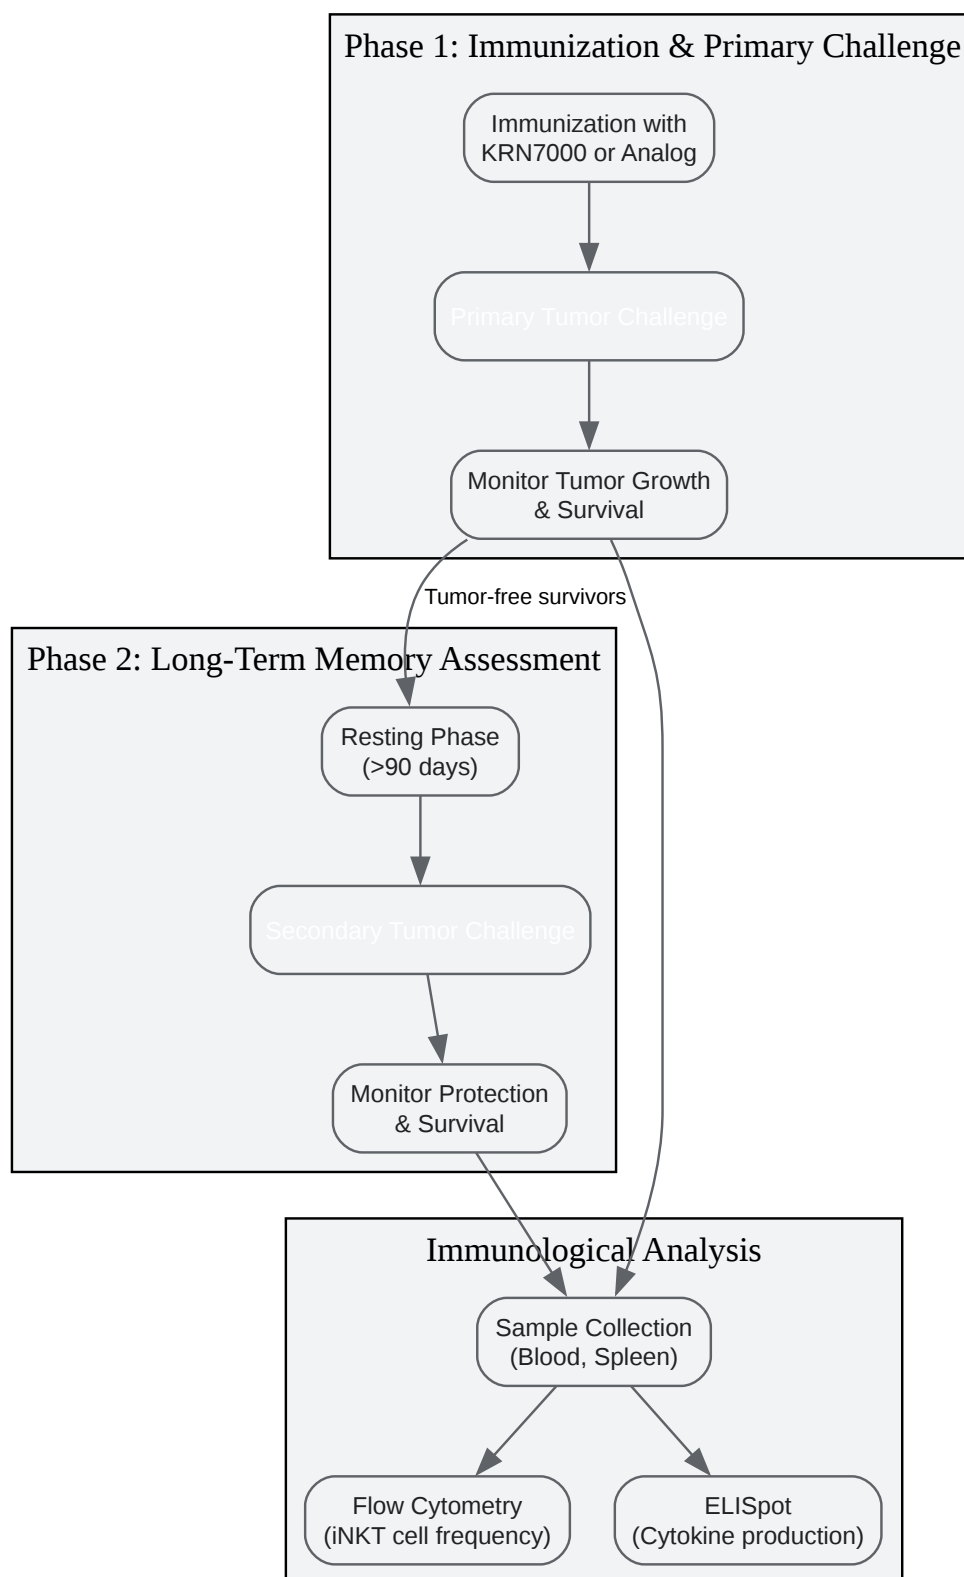 Phase 1: Immunization & Primary Challenge
Immunization with
KRN7000 or Analog
Primary Tumor Challenge
Monitor Tumor Growth
& Survival
Tumor-free survivors
Phase 2: Long-Term Memory Assessment
Resting Phase
(>90 days)
Secondary Tumor Challenge
Monitor Protection
& Survival
Immunological Analysis
Sample Collection
(Blood, Spleen)
Flow Cytometry
(iNKT cell frequency)
ELISpot
(Cytokine production)